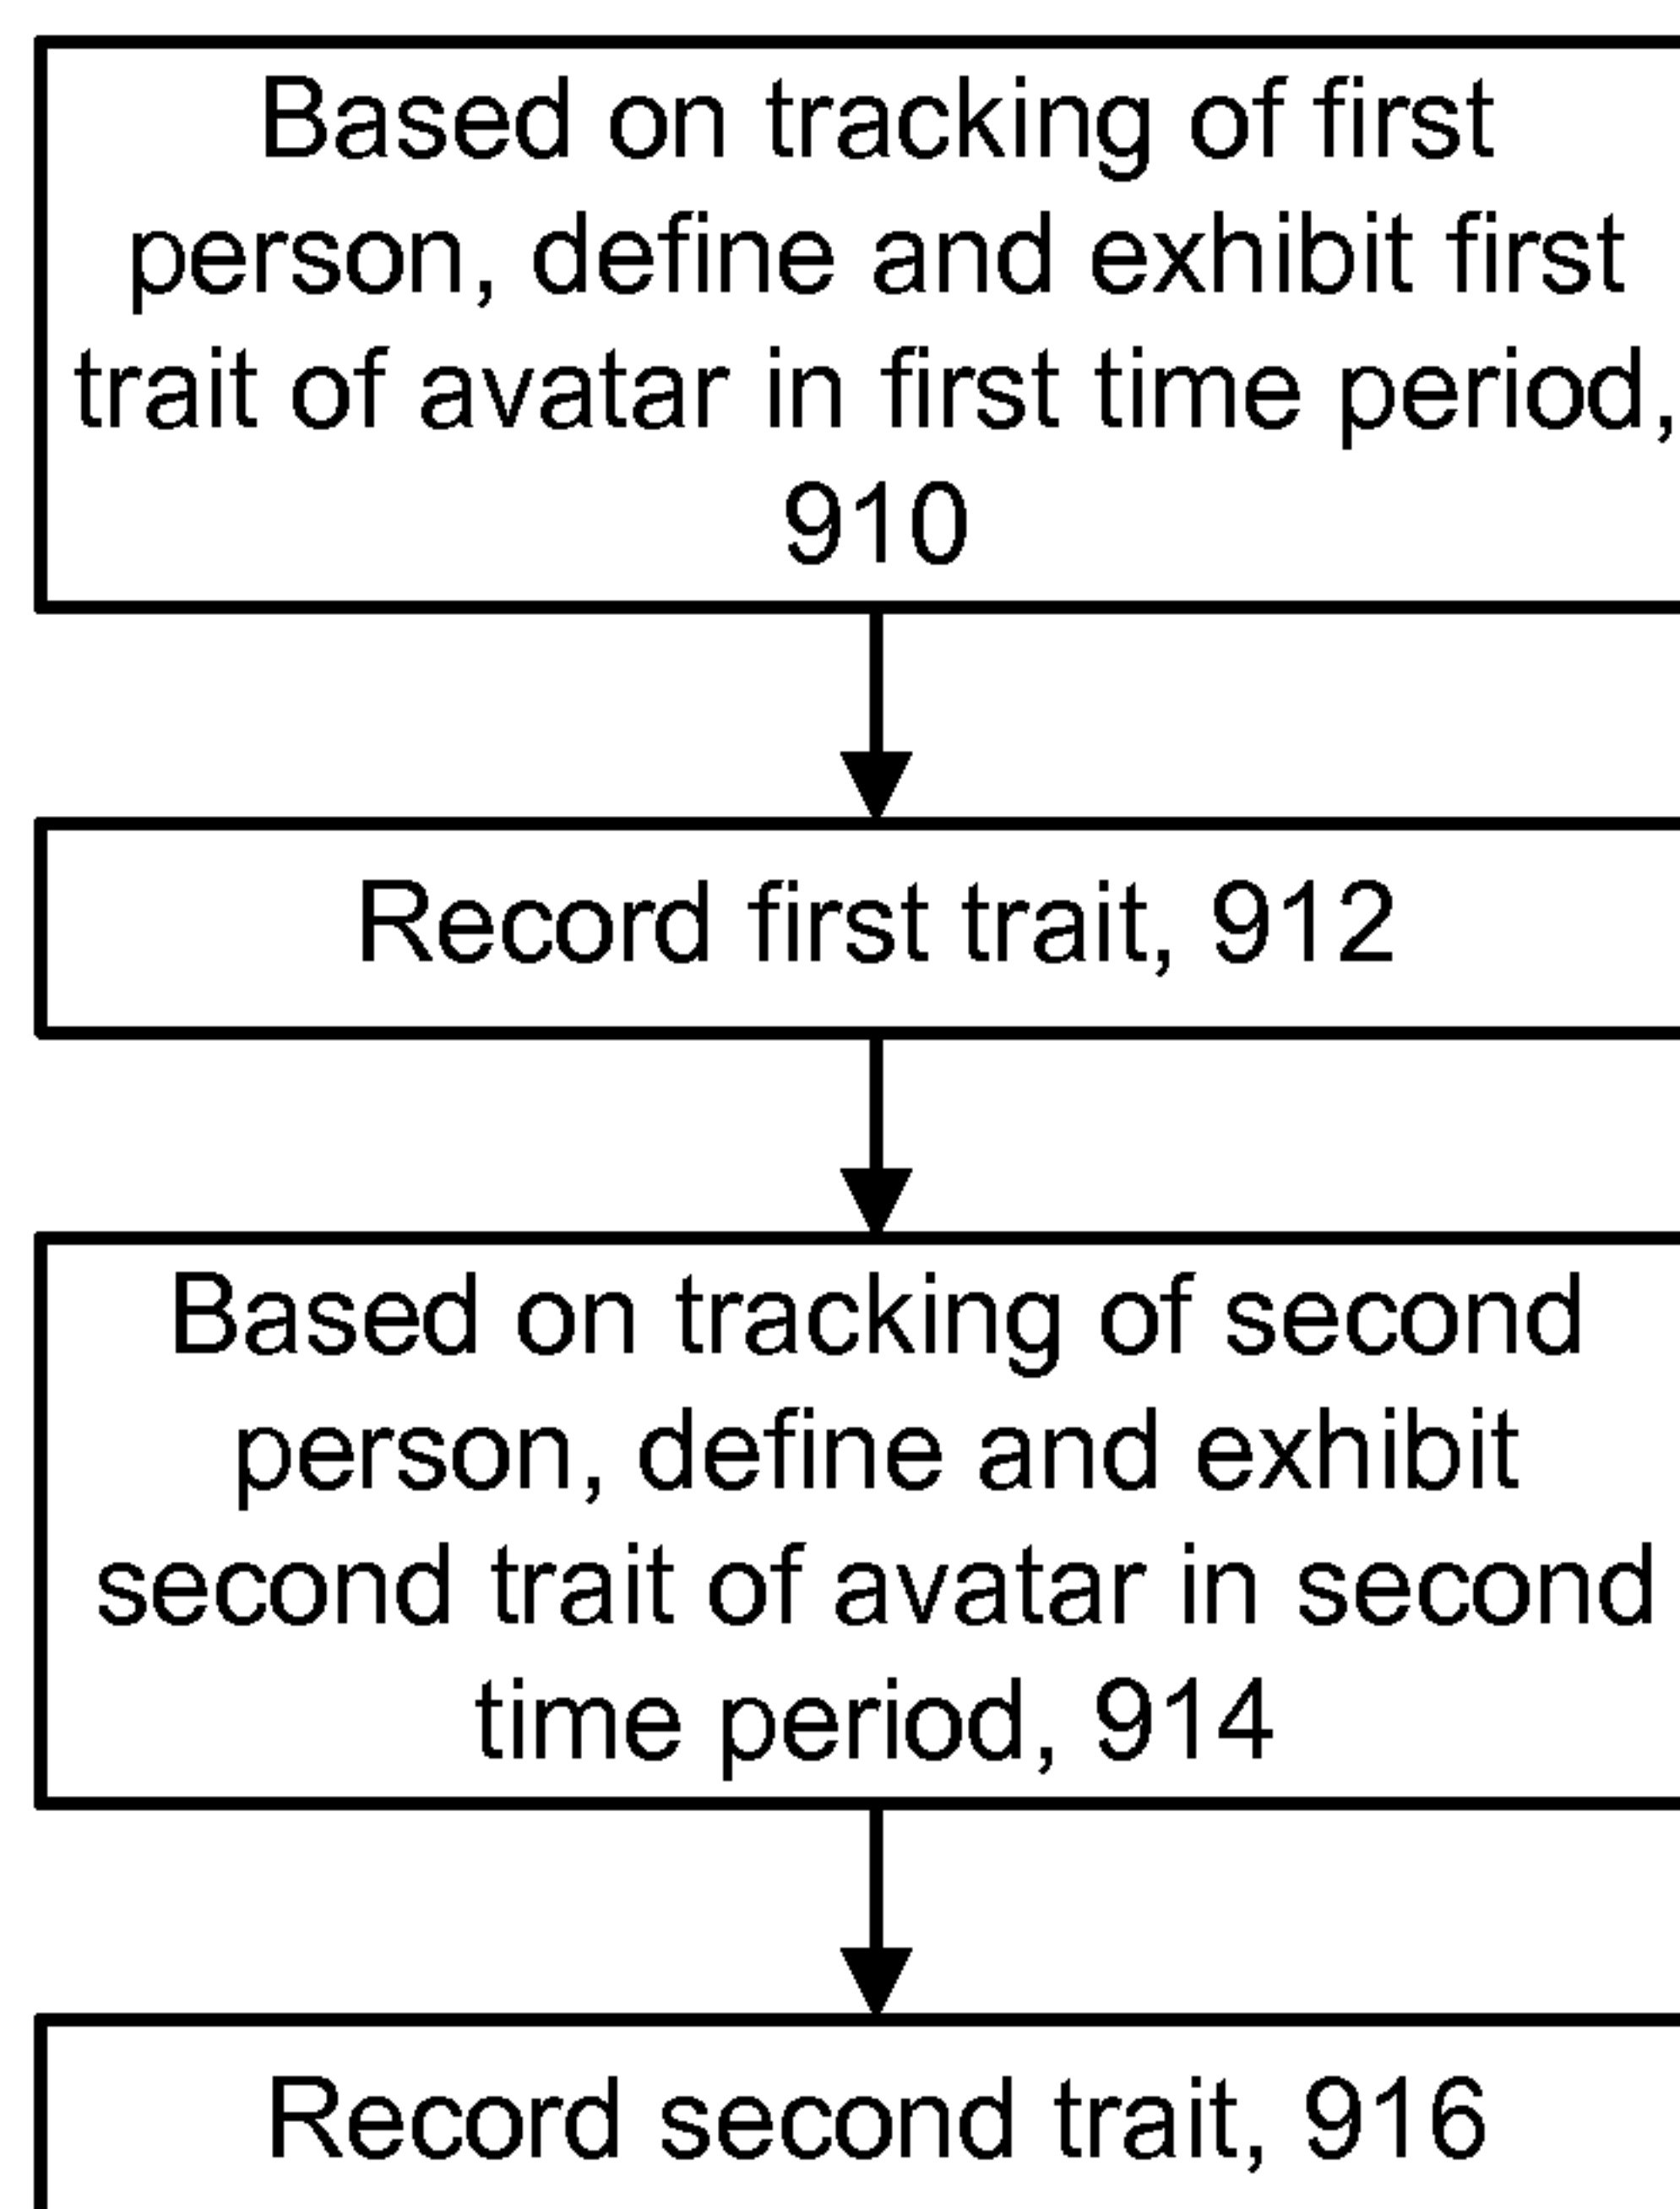 Based on tracking of first
person, define and exhibit first
trait of avatar in first time period,
910
Record first trait, 912
Based on tracking of second
person, define and exhibit
second trait of avatar in second
time period, 914
Record second trait, 916